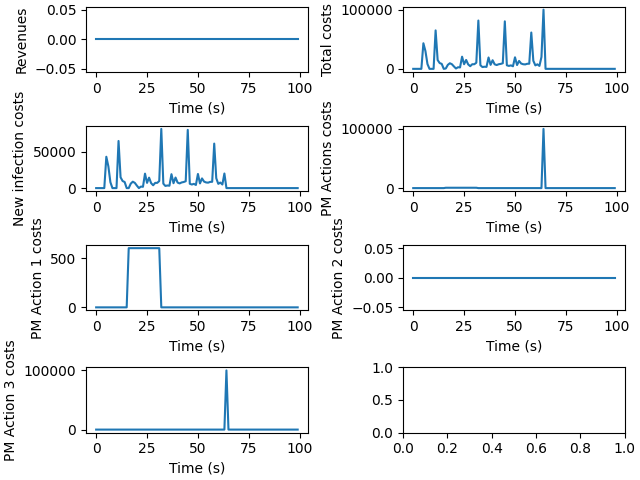 Revenues
0.05
0.00
−0.05
0 25 50 75 100
Time (s)
Total costs
100000
0
0 25 50 75 100
Time (s)
New infection costs
50000
0
0 25 50 75 100
Time (s)
PM Actions costs
100000
0
0 25 50 75 100
Time (s)
PM Action 1 costs
500
0
0 25 50 75 100
Time (s)
PM Action 2 costs
0.05
0.00
−0.05
0 25 50 75 100
Time (s)
PM Action 3 costs
100000
0
0 25 50 75 100
Time (s)
1.0
0.5
0.0
0.0 0.2 0.4 0.6 0.8 1.0